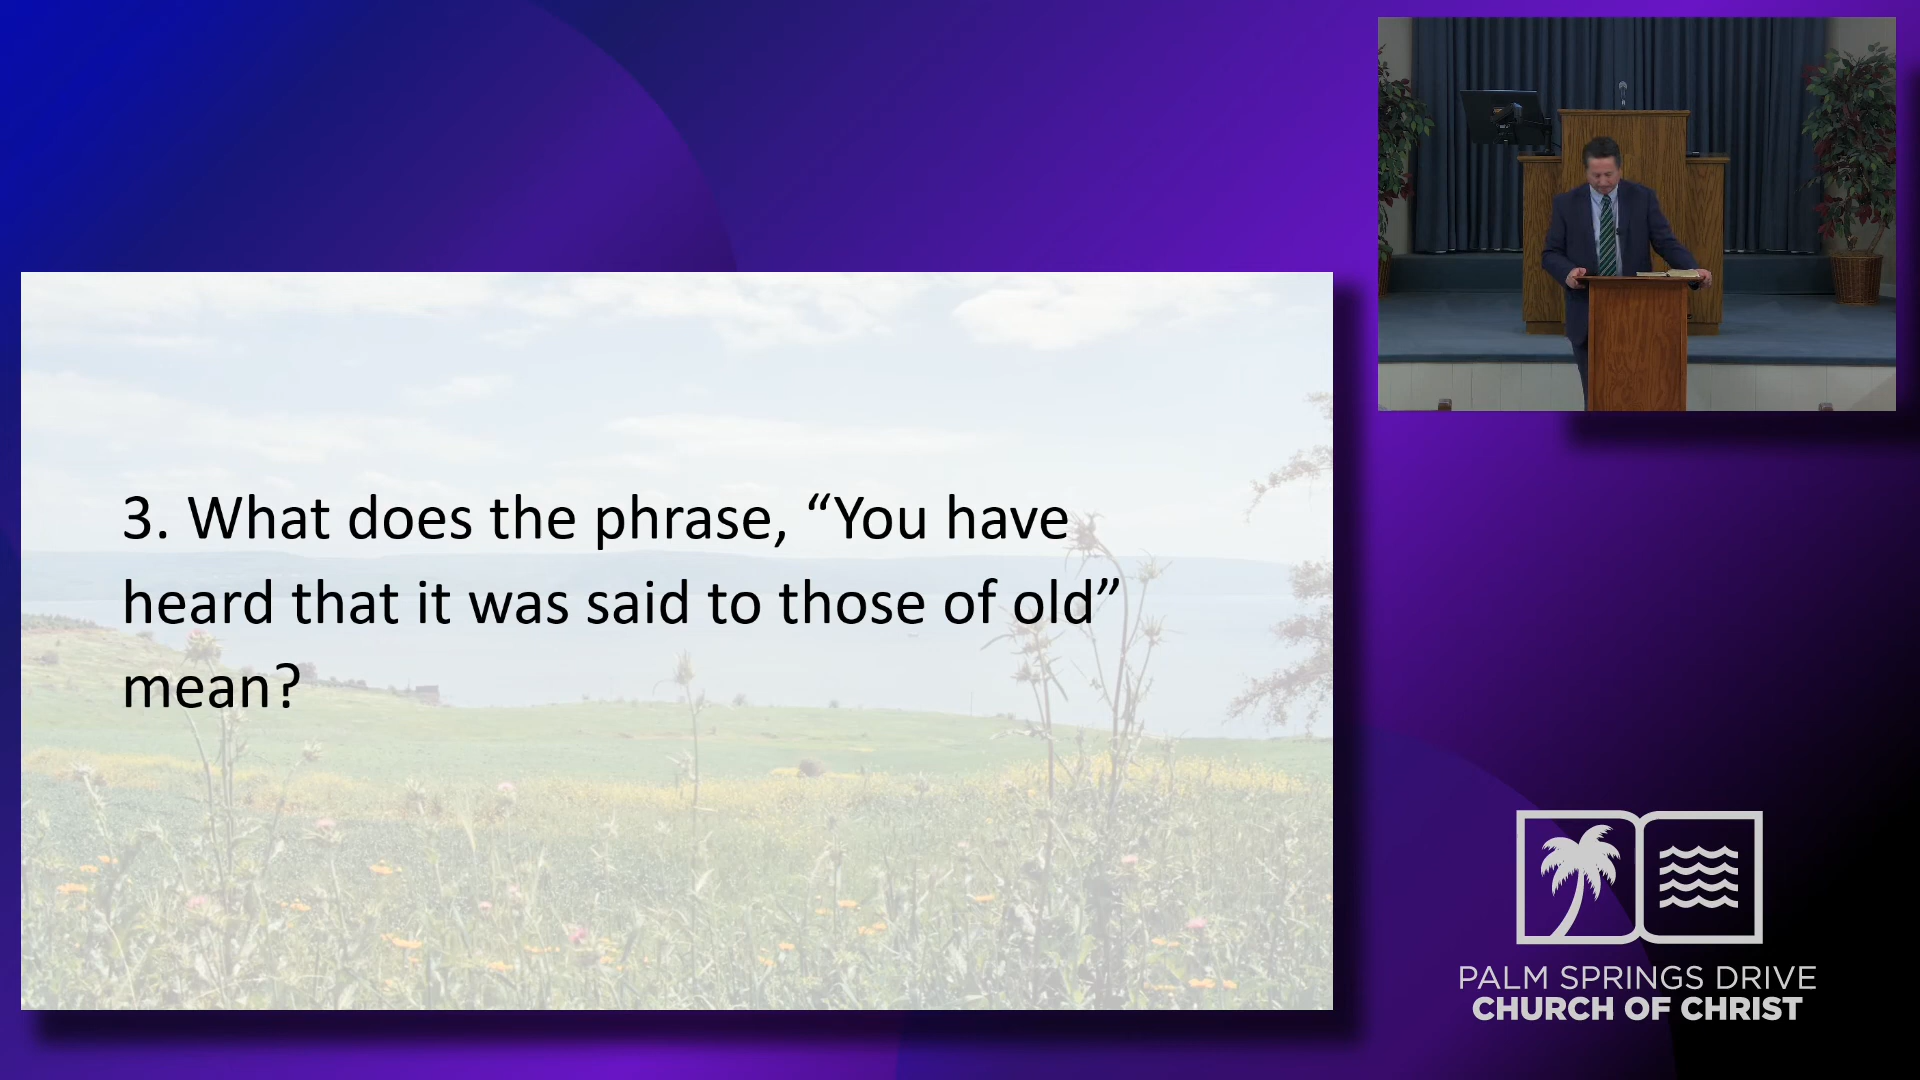 3. What does the phrase, “You have
heard that it was said to those of old”
mean?
PALM SPRINGS DRIVE
CHURCH OF CHRIST